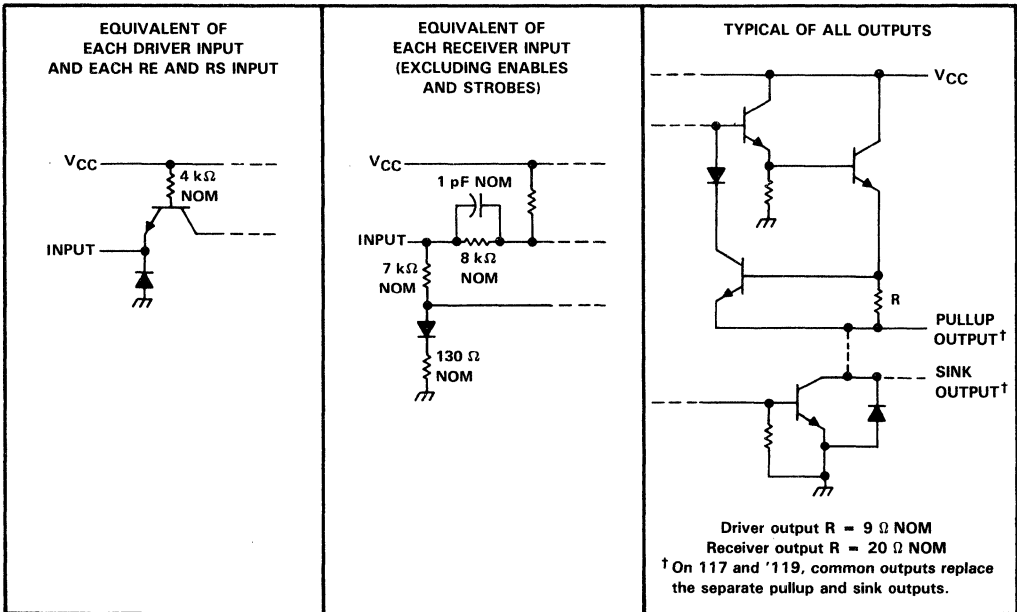 EQUIVALENT OF
EACH DRIVER INPUT
AND EACH RE AND RS INPUT
VCC
4 kΩ
NOM
INPUT
EQUIVALENT OF
EACH RECEIVER INPUT
(EXCLUDING ENABLES
AND STROBES)
VCC
1 pF NOM
INPUT
7 kΩ
NOM
8 kΩ
NOM
130 Ω
NOM
TYPICAL OF ALL OUTPUTS
VCC
R
PULLUP
OUTPUT†
SINK
OUTPUT†
Driver output R = 9 Ω NOM
Receiver output R = 20 Ω NOM
† On 117 and '119, common outputs replace
the separate pullup and sink outputs.